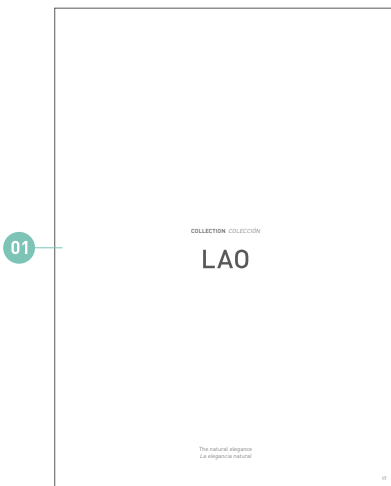 COLLECTION COLECCIÓN
01
LAO
The natural elegance
La elegancia natural